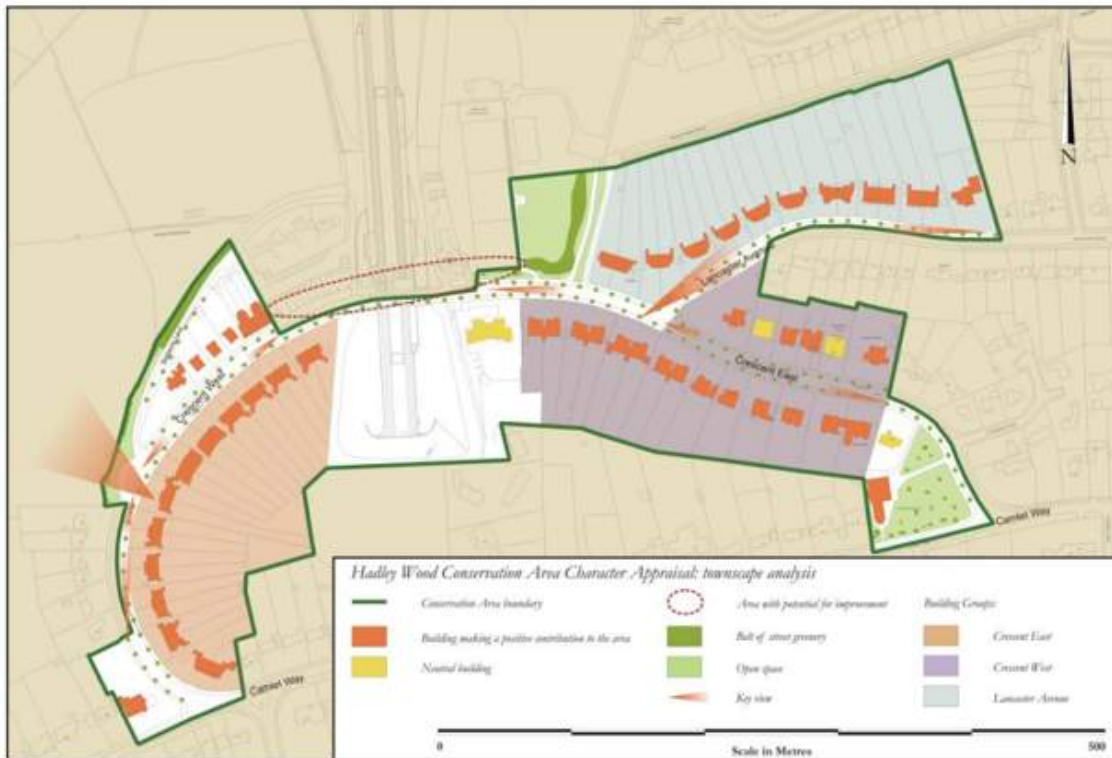 N
Lancaster Avenue
Crescent West
Crescent East
Camlet Way
Camlet Way
Hadley Wood Conservation Area Character Appraisal: townscape analysis
Conservation Area boundary
Area with potential for improvement
Building Groups:
Building making a positive contribution to the area
Belt of street greenery
Crescent East
Neutral building
Open space
Crescent West
Key view
Lancaster Avenue
0
500
Scale in Metres